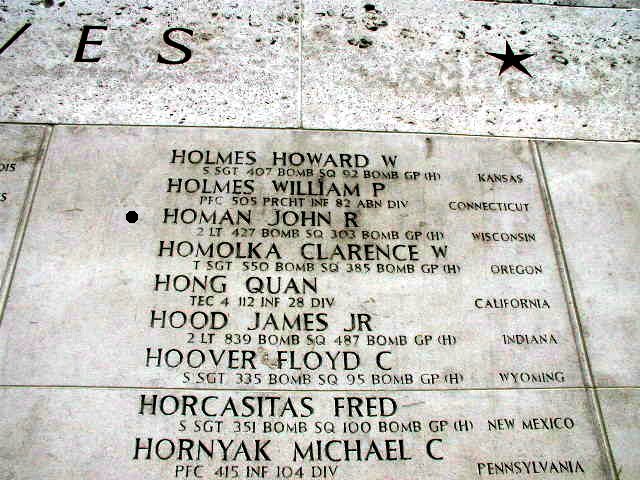 E S
HOLMES HOWARD W
S SGT 407 BOMB SQ 92 BOMB GP (H) KANSAS
HOLMES WILLIAM P
PFC 505 PRCHT INF 82 ABN DIV CONNECTICUT
HOMAN JOHN R
2 LT 427 BOMB SQ 303 BOMB GP (H) WISCONSIN
HOMOLKA CLARENCE W
T SGT 550 BOMB SQ 385 BOMB GP (H) OREGON
HONG QUAN
TEC 4 112 INF 28 DIV CALIFORNIA
HOOD JAMES JR
2 LT 839 BOMB SQ 487 BOMB GP (H) INDIANA
HOOVER FLOYD C
S SGT 335 BOMB SQ 95 BOMB GP (H) WYOMING
HORCASITAS FRED
S SGT 351 BOMB SQ 100 BOMB GP (H) NEW MEXICO
HORNYAK MICHAEL C
PFC 415 INF 104 DIV PENNSYLVANIA